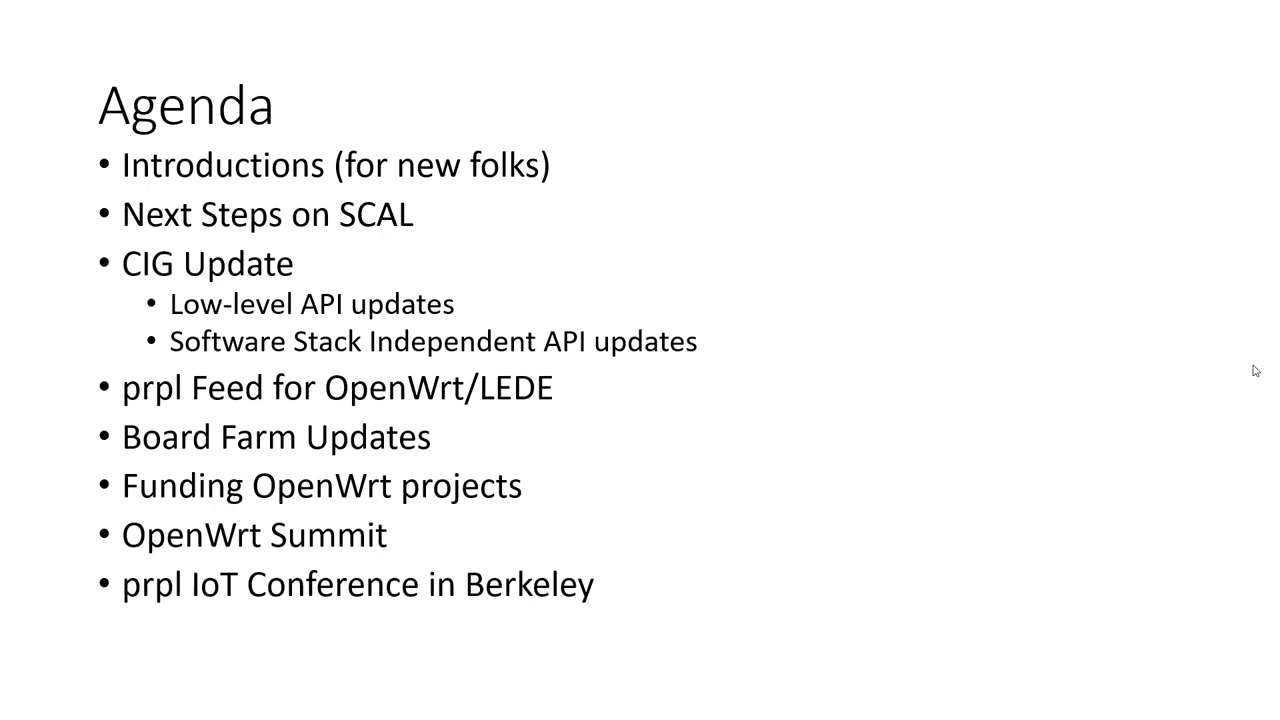 Agenda
• Introductions (for new folks)
• Next Steps on SCAL
• CIG Update
• Low-level API updates
• Software Stack Independent API updates
• prpl Feed for OpenWrt/LEDE
• Board Farm Updates
• Funding OpenWrt projects
• OpenWrt Summit
• prpl IoT Conference in Berkeley